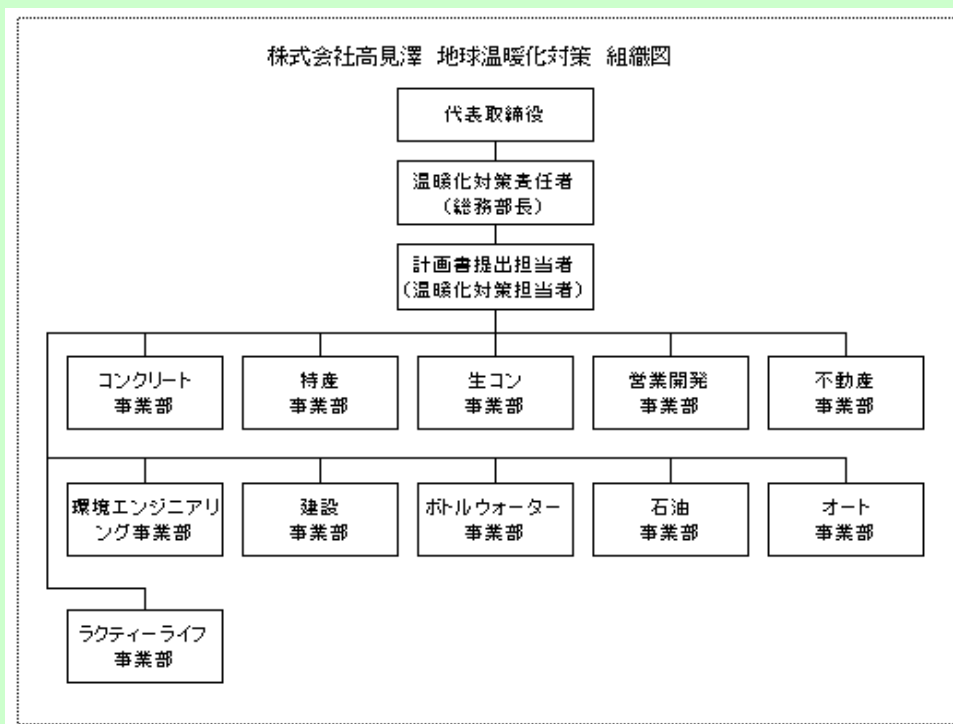 株式会社高見澤 地球温暖化対策 組織図
代表取締役
温暖化対策責任者
（総務部長）
計画書提出担当者
（温暖化対策担当者）
コンクリート
事業部
特産
事業部
生コン
事業部
営業開発
事業部
不動産
事業部
環境エンジニアリ
ング事業部
建設
事業部
ボトルウォーター
事業部
石油
事業部
オート
事業部
ラクティーライフ
事業部